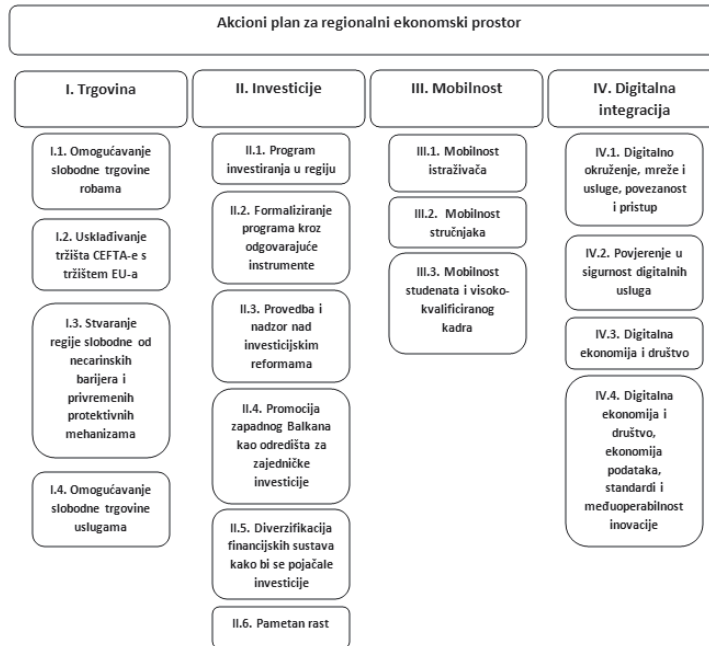 Akcioni plan za regionalni ekonomski prostor
I. Trgovina
I.1. Omogućavanje
slobodne trgovine
robama
I.2. Usklađivanje
tržišta CEFTA-e s
tržištem EU-a
I.3. Stvaranje
regije slobodne od
necarinskih
barijera i
privremenih
protektivnih
mehanizama
I.4. Omogućavanje
slobodne trgovine
uslugama
II. Investicije
II.1. Program
investiranja u regiju
II.2. Formaliziranje
programa kroz
odgovarajuće
instrumente
II.3. Provedba i
nadzor nad
investicijskim
reformama
II.4. Promocija
zapadnog Balkana
kao odredišta za
zajedničke
investicije
II.5. Diverzifikacija
financijskih sustava
kako bi se pojačale
investicije
II.6. Pametan rast
III. Mobilnost
III.1. Mobilnost
istraživača
III.2. Mobilnost
stručnjaka
III.3. Mobilnost
studenata i visoko-
kvalificiranog
kadra
IV. Digitalna
integracija
IV.1. Digitalno
okruženje, mreže i
usluge, povezanost
i pristup
IV.2. Povjerenje u
sigurnost digitalnih
usluga
IV.3. Digitalna
ekonomija i društvo
IV.4. Digitalna
ekonomija i
društvo,
ekonomija
podataka,
standardi i
međuoperabilnost
inovacije